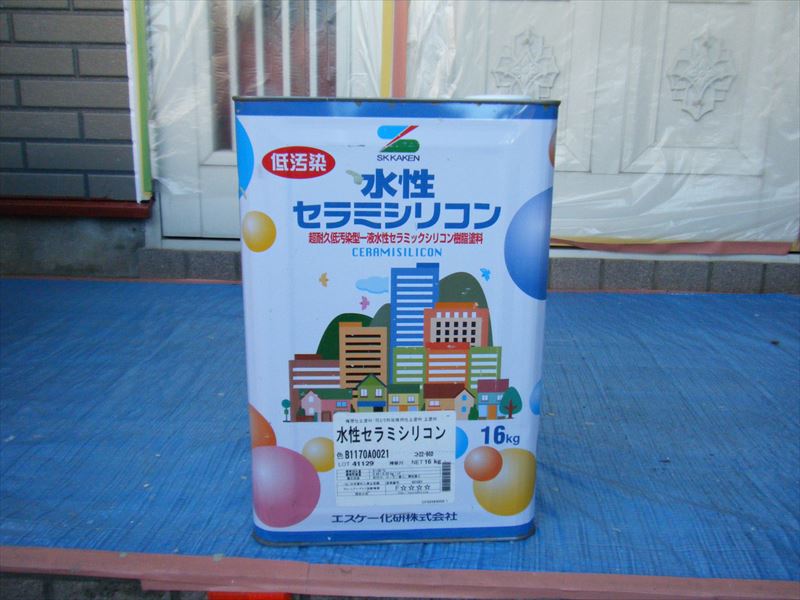 SK KAKEN
低汚染
水性
セラミシリコン
超耐久低汚染型一液水性セラミックシリコン樹脂塗料
CERAMISILICON
水性セラミシリコン
色 B1170A0021
LOT 41129
NET 16 kg
F☆☆☆☆
16kg
エスケー化研株式会社